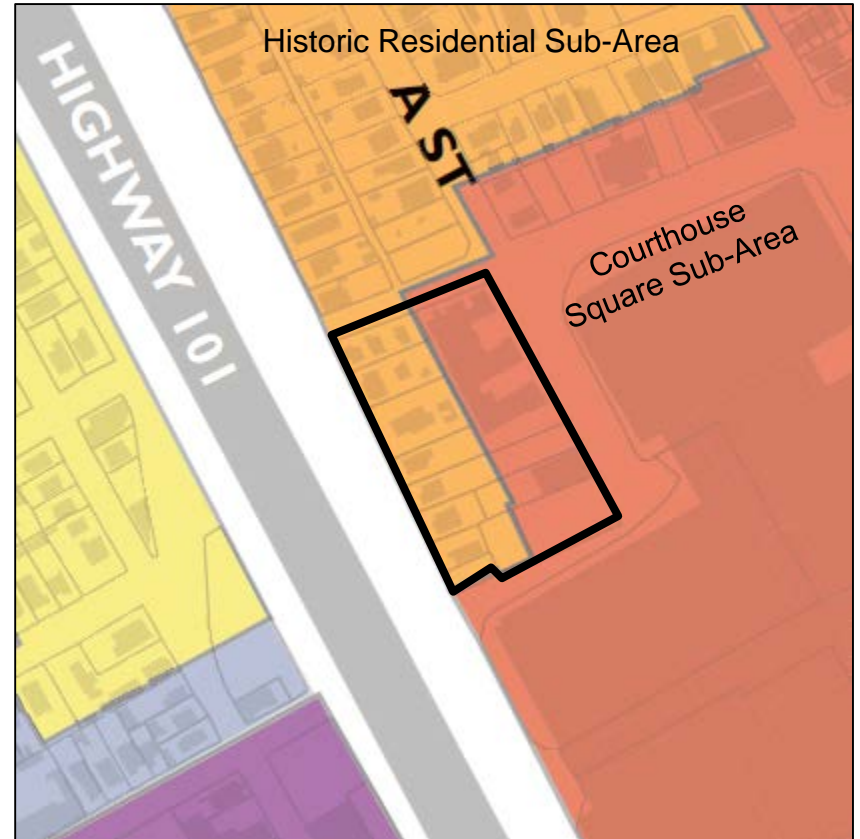 Historic Residential Sub-Area
HIGHWAY 101
A ST
Courthouse
Square Sub-Area